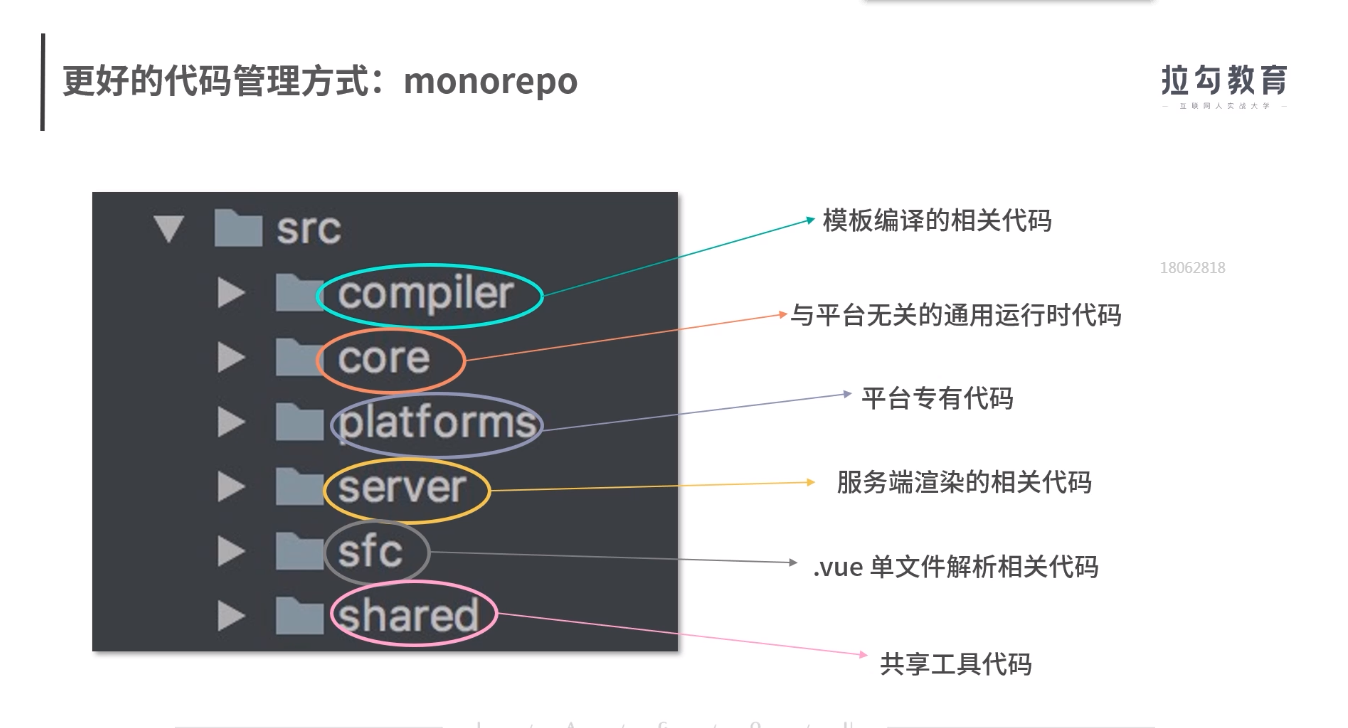 更好的代码管理方式：monorepo
拉勾教育
— 互联网人实战大学 —
src
compiler
模板编译的相关代码
18062818
core
与平台无关的通用运行时代码
platforms
平台专有代码
server
服务端渲染的相关代码
sfc
.vue 单文件解析相关代码
shared
共享工具代码